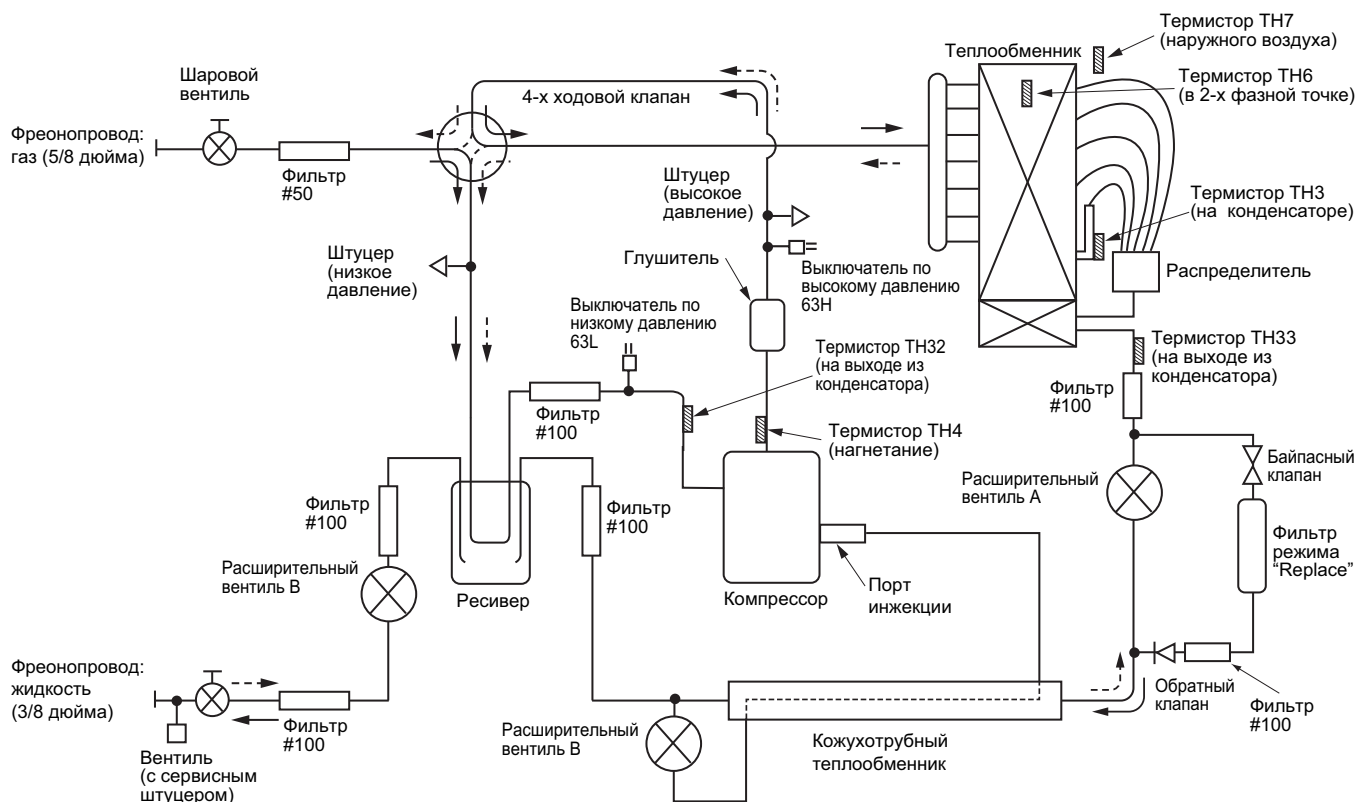 Термистор TH7
(наружного воздуха)
Теплообменник
Шаровой
вентиль
4-х ходовой клапан
Термистор TH6
(в 2-х фазной точке)
Фреонопровод:
газ (5/8 дюйма)
Фильтр
#50
Штуцер
(высокое
давление)
Термистор TH3
(на конденсаторе)
Штуцер
(низкое
давление)
Глушитель
Выключатель по
высокому давлению
63H
Распределитель
Выключатель по
низкому давлению
63L
Термистор TH32
(на выходе из
конденсатора)
Термистор TH33
(на выходе из
конденсатора)
Фильтр
#100
Фильтр
#100
Термистор TH4
(нагнетание)
Байпасный
клапан
Расширительный
вентиль A
Фильтр
#100
Фильтр
#100
Фильтр
режима
“Replace”
Расширительный
вентиль B
Ресивер
Компрессор
Порт
инжекции
Фреонопровод:
жидкость
(3/8 дюйма)
Фильтр
#100
Обратный
клапан
Фильтр
#100
Расширительный
вентиль B
Кожухотрубный
теплообменник
Вентиль
(с сервисным
штуцером)